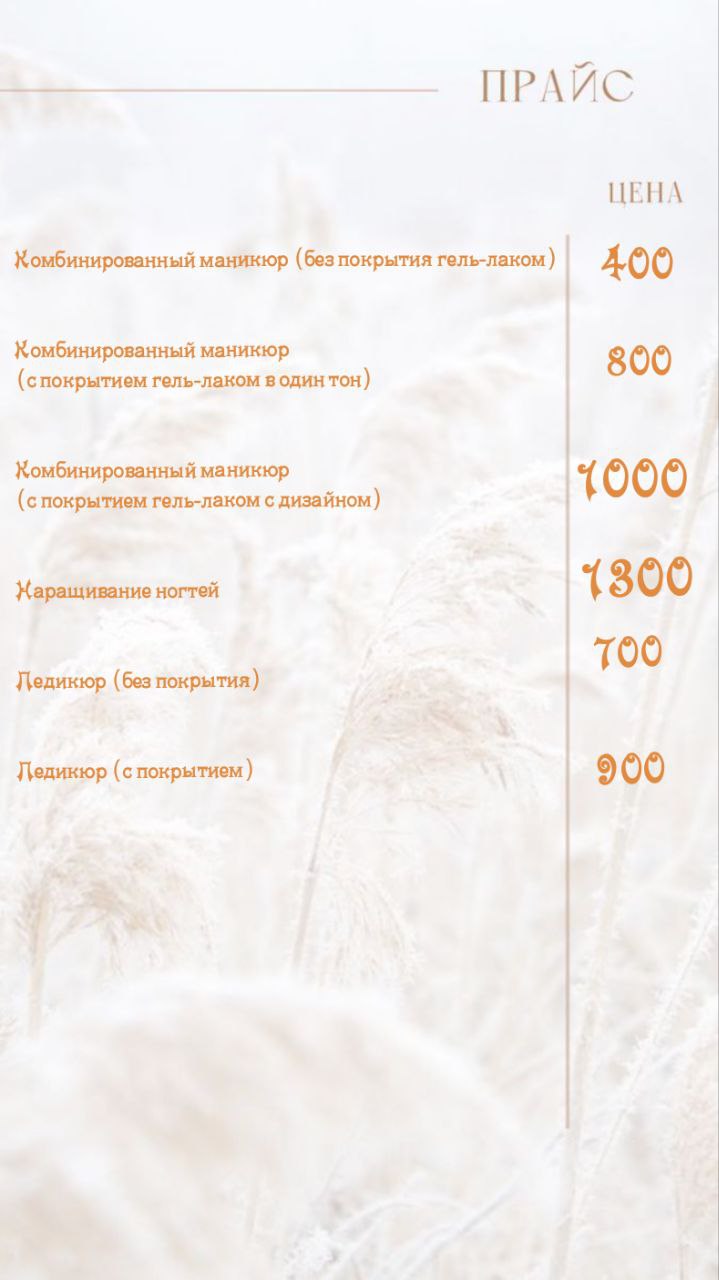 ПРАЙС
ЦЕНА
Комбинированный маникюр (без покрытия гель-лаком) 400
Комбинированный маникюр
(с покрытием гель-лаком в один тон) 800
Комбинированный маникюр
(с покрытием гель-лаком с дизайном) 1000
Наращивание ногтей 1300
Педикюр (без покрытия) 700
Педикюр (с покрытием) 900